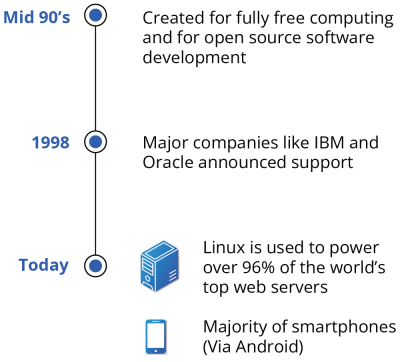 Mid 90's
Created for fully free computing
and for open source software
development
1998
Major companies like IBM and
Oracle announced support
Today
Linux is used to power
over 96% of the world's
top web servers
Majority of smartphones
(Via Android)